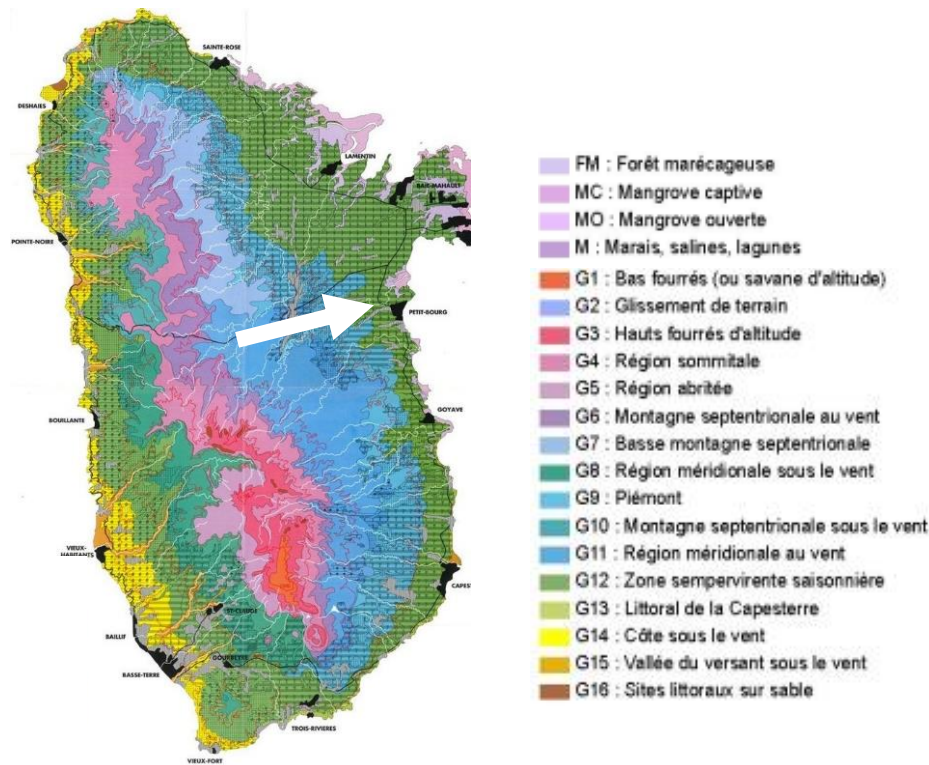 SAINTE-ROSE
DESHAIES
LAMENTIN
BAIE-MAHAULT
POINTE-NOIRE
PETIT-BOURG
GOYAVE
BOUILLANTE
VIEUX-
HABITANTS
CAPES
ST-CLAUDE
BAILLIF
GOURBEYRE
BASSE-TERRE
TROIS-RIVIERES
VIEUX-FORT
FM : Forêt marécageuse
MC : Mangrove captive
MO : Mangrove ouverte
M : Marais, salines, lagunes
G1 : Bas fourrés (ou savane d'altitude)
G2 : Glissement de terrain
G3 : Hauts fourrés d'altitude
G4 : Région sommitale
G5 : Région abritée
G6 : Montagne septentrionale au vent
G7 : Basse montagne septentrionale
G8 : Région méridionale sous le vent
G9 : Piémont
G10 : Montagne septentrionale sous le vent
G11 : Région méridionale au vent
G12 : Zone sempervirente saisonnière
G13 : Littoral de la Capesterre
G14 : Côte sous le vent
G15 : Vallée du versant sous le vent
G16 : Sites littoraux sur sable